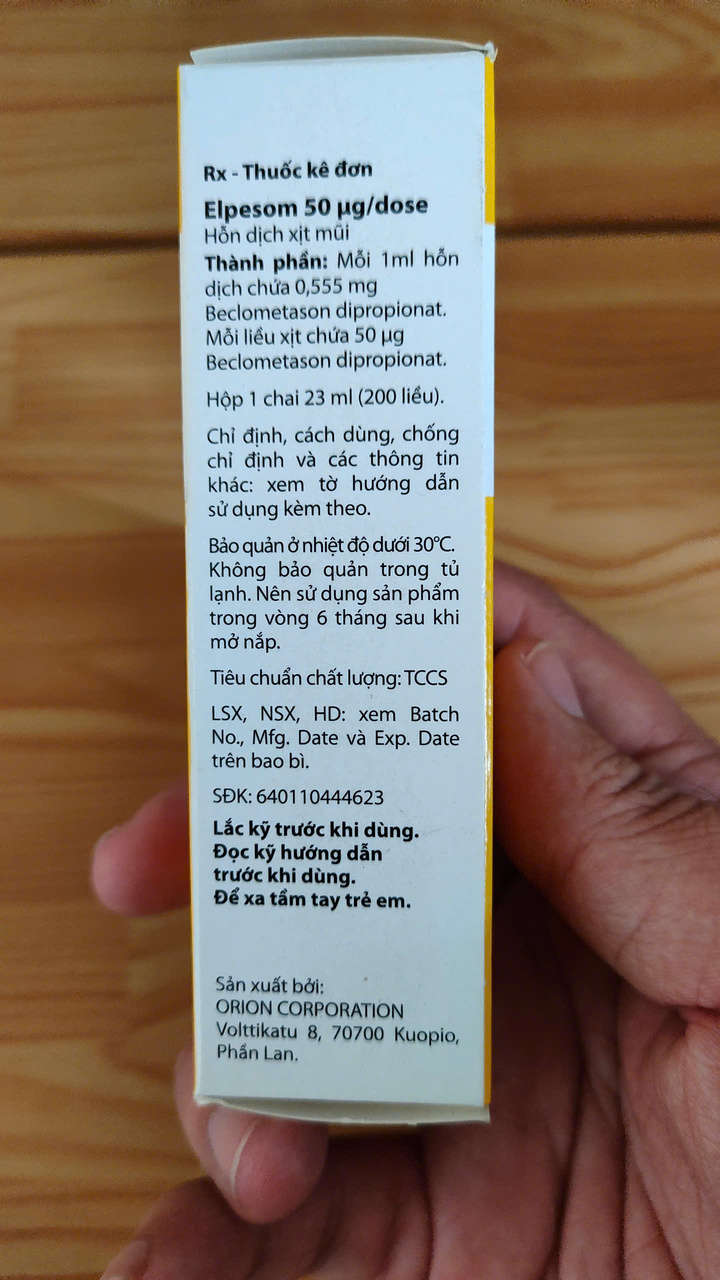 Rx - Thuốc kê đơn
Elpesom 50 µg/dose
Hỗn dịch xịt mũi
Thành phần: Mỗi 1ml hỗn
dịch chứa 0,555 mg
Beclometason dipropionat.
Mỗi liều xịt chứa 50 µg
Beclometason dipropionat.
Hộp 1 chai 23 ml (200 liều).
Chỉ định, cách dùng, chống
chỉ định và các thông tin
khác: xem tờ hướng dẫn
sử dụng kèm theo.
Bảo quản ở nhiệt độ dưới 30°C.
Không bảo quản trong tủ
lạnh. Nên sử dụng sản phẩm
trong vòng 6 tháng sau khi
mở nắp.
Tiêu chuẩn chất lượng: TCCS
LSX, NSX, HD: xem Batch
No., Mfg. Date và Exp. Date
trên bao bì.
SĐK: 640110444623
Lắc kỹ trước khi dùng.
Đọc kỹ hướng dẫn
trước khi dùng.
Để xa tầm tay trẻ em.
Sản xuất bởi:
ORION CORPORATION
Volttikatu 8, 70700 Kuopio,
Phần Lan.